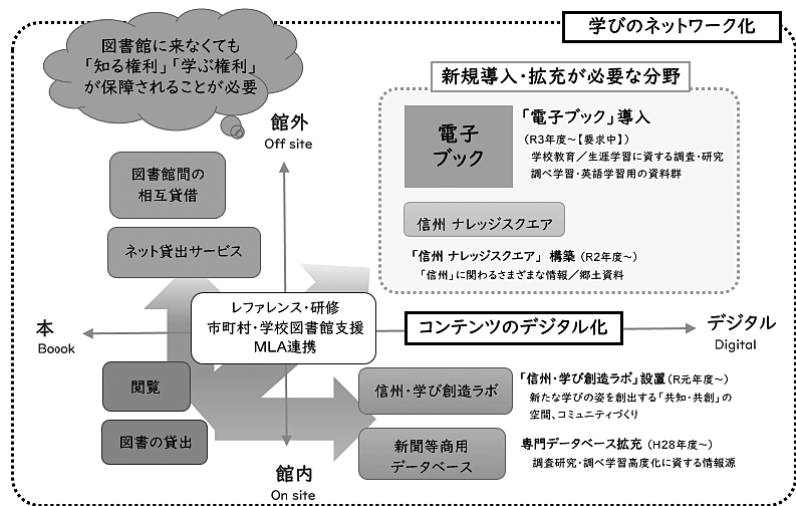 学びのネットワーク化
図書館に来なくても
「知る権利」「学ぶ権利」
が保障されることが必要
新規導入・拡充が必要な分野
館外
Off site
電子
ブック
「電子ブック」導入
(R3年度～【要求中】)
学校教育／生涯学習に資する調査・研究
調べ学習・英語学習用の資料群
図書館間の
相互貸借
ネット貸出サービス
信州 ナレッジスクエア
「信州 ナレッジスクエア」 構築 (R2年度～)
「信州」に関わるさまざまな情報／郷土資料
本
Boook
レファレンス・研修
市町村・学校図書館支援
MLA連携
コンテンツのデジタル化
デジタル
Digital
閲覧
図書の貸出
信州・学び創造ラボ
「信州・学び創造ラボ」設置 (R元年度～)
新たな学びの姿を創出する「共知・共創」の
空間、コミュニティづくり
新聞等商用
データベース
専門データベース拡充 (H28年度～)
調査研究・調べ学習高度化に資する情報源
館内
On site